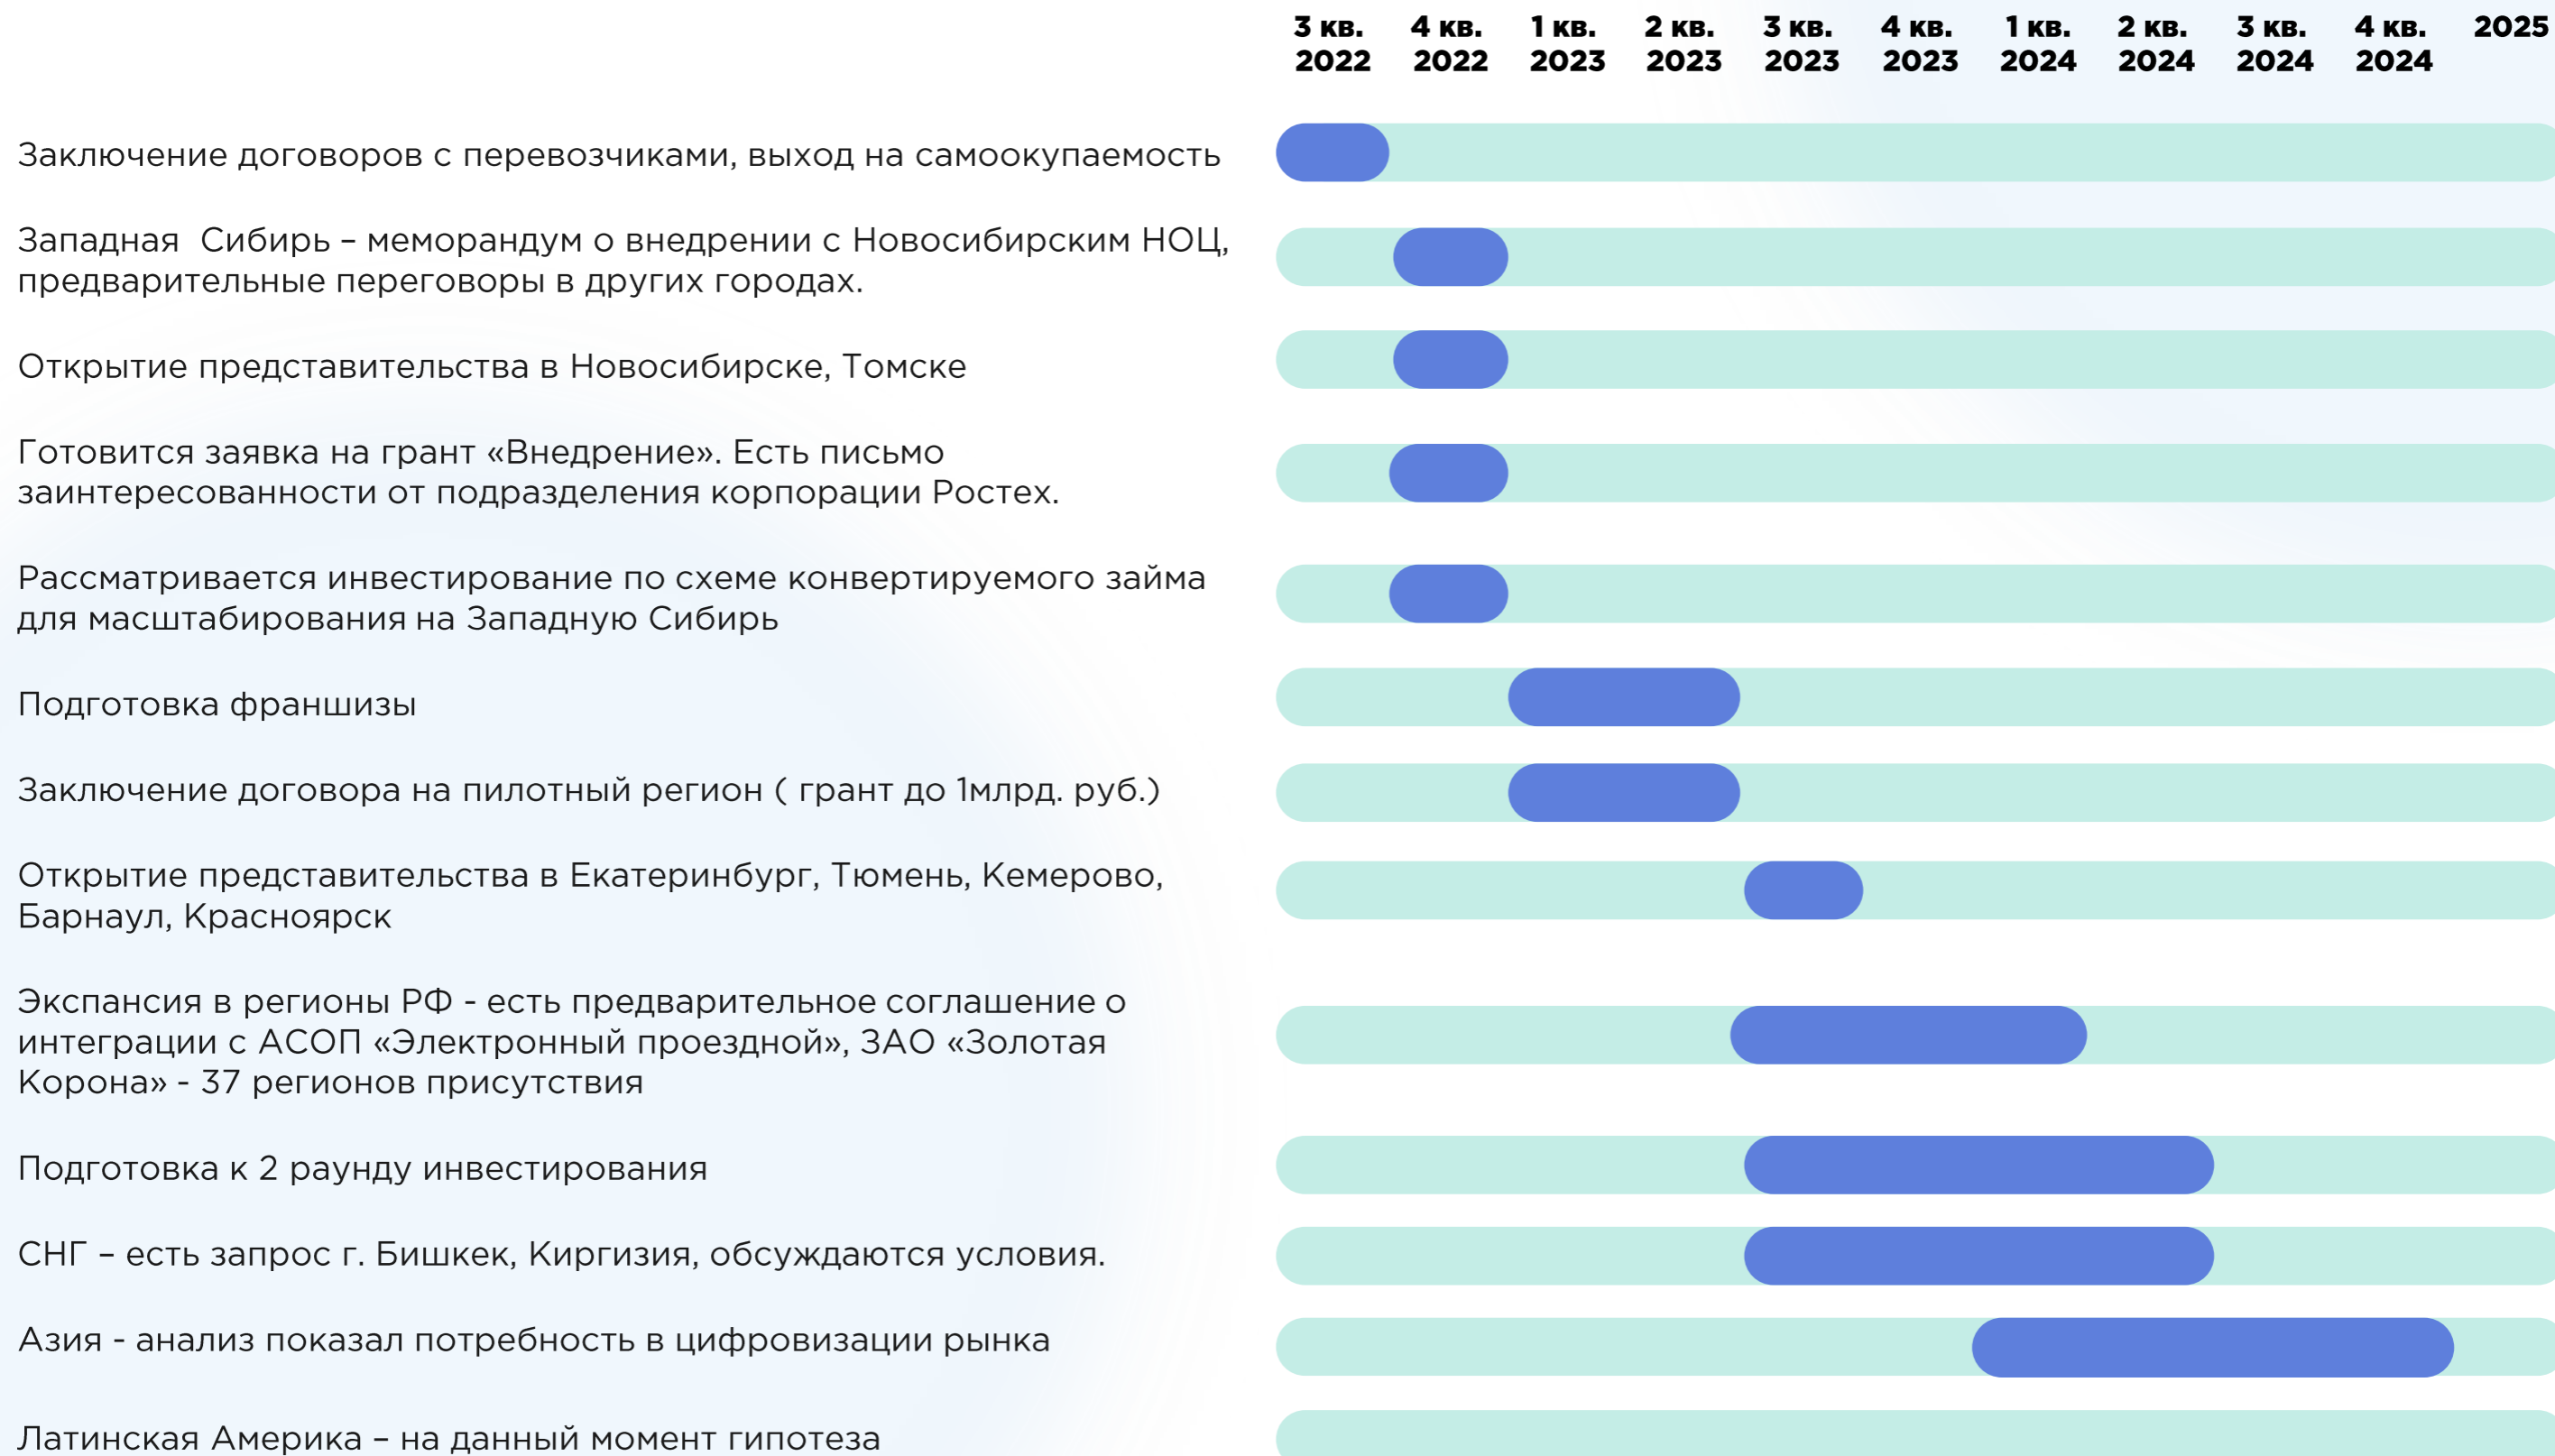 3 кв. 4 кв. 1 кв. 2 кв. 3 кв. 4 кв. 1 кв. 2 кв. 3 кв. 4 кв. 2025
2022 2022 2023 2023 2023 2023 2024 2024 2024 2024
Заключение договоров с перевозчиками, выход на самоокупаемость
Западная Сибирь – меморандум о внедрении с Новосибирским НОЦ,
предварительные переговоры в других городах.
Открытие представительства в Новосибирске, Томске
Готовится заявка на грант «Внедрение». Есть письмо
заинтересованности от подразделения корпорации Ростех.
Рассматривается инвестирование по схеме конвертируемого займа
для масштабирования на Западную Сибирь
Подготовка франшизы
Заключение договора на пилотный регион ( грант до 1млрд. руб.)
Открытие представительства в Екатеринбург, Тюмень, Кемерово,
Барнаул, Красноярск
Экспансия в регионы РФ - есть предварительное соглашение о
интеграции с АСОП «Электронный проездной», ЗАО «Золотая
Корона» - 37 регионов присутствия
Подготовка к 2 раунду инвестирования
СНГ – есть запрос г. Бишкек, Киргизия, обсуждаются условия.
Азия - анализ показал потребность в цифровизации рынка
Латинская Америка – на данный момент гипотеза